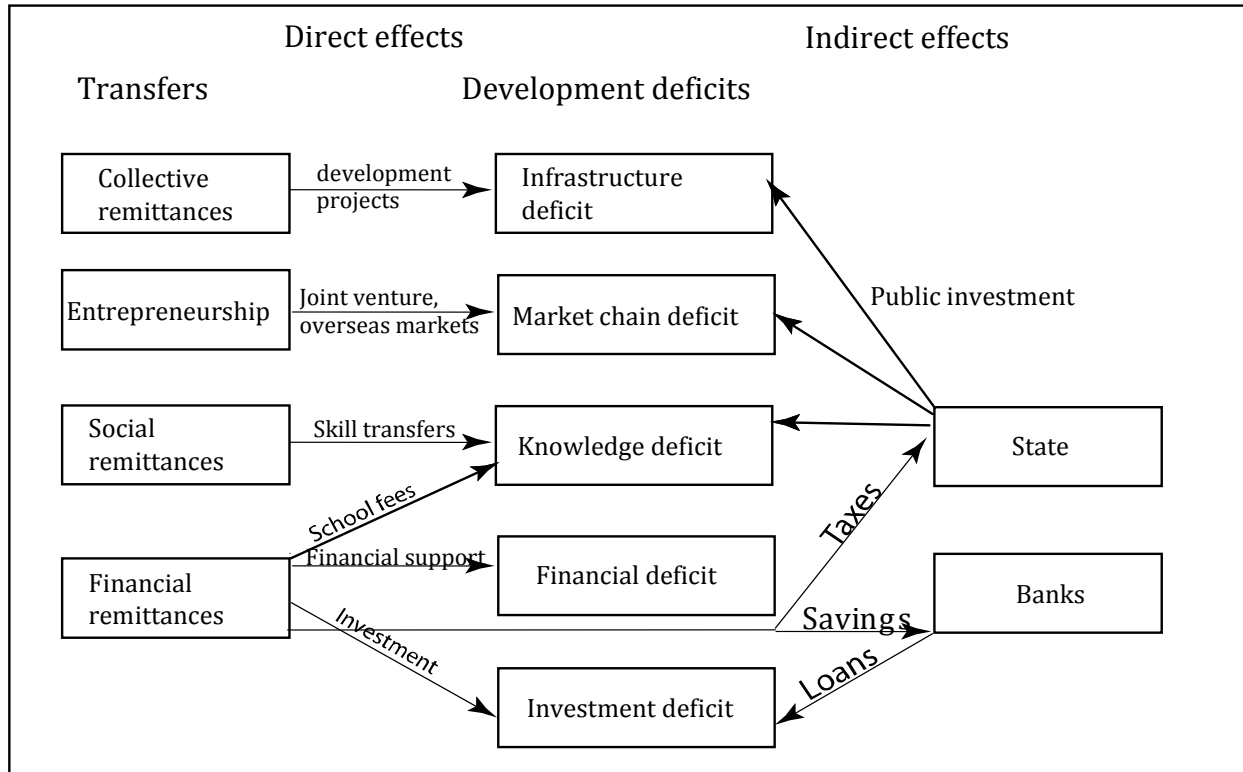 Direct effects
Indirect effects
Transfers
Development deficits
Collective
remittances
development
projects
Infrastructure
deficit
Public investment
Entrepreneurship
Joint venture,
overseas markets
Market chain deficit
Social
remittances
Skill transfers
Knowledge deficit
State
School fees
Taxes
Financial
remittances
Financial support
Financial deficit
Banks
Savings
Investment
Loans
Investment deficit